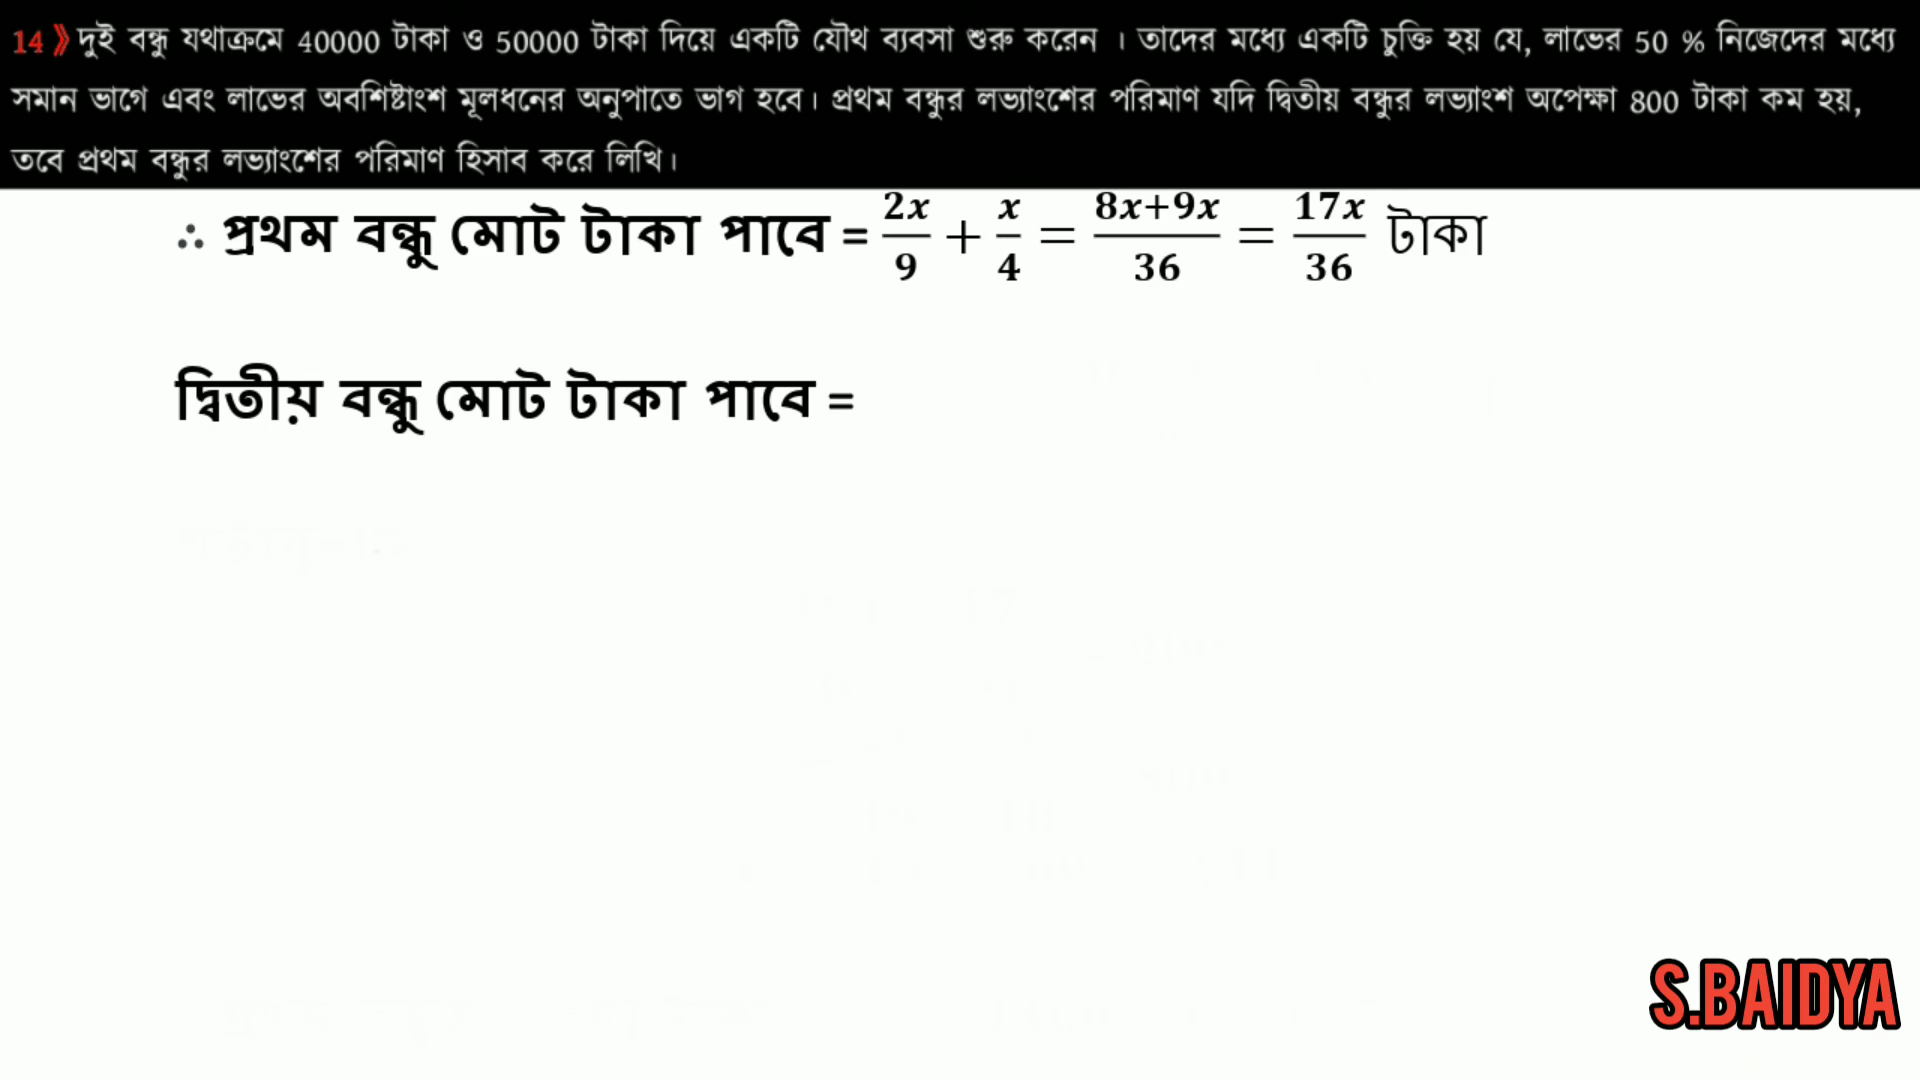 14》দুই বন্ধু যথাক্রমে 40000 টাকা ও 50000 টাকা দিয়ে একটি যৌথ ব্যবসা শুরু করেন । তাদের মধ্যে একটি চুক্তি হয় যে, লাভের 50 % নিজেদের মধ্যে
সমান ভাগে এবং লাভের অবশিষ্টাংশ মূলধনের অনুপাতে ভাগ হবে। প্রথম বন্ধুর লভ্যাংশের পরিমাণ যদি দ্বিতীয় বন্ধুর লভ্যাংশ অপেক্ষা 800 টাকা কম হয়,
তবে প্রথম বন্ধুর লভ্যাংশের পরিমাণ হিসাব করে লিখি।
∴ প্রথম বন্ধু মোট টাকা পাবে = 2x/9 + x/4 = 8x+9x/36 = 17x/36 টাকা
দ্বিতীয় বন্ধু মোট টাকা পাবে =
S.BAIDYA